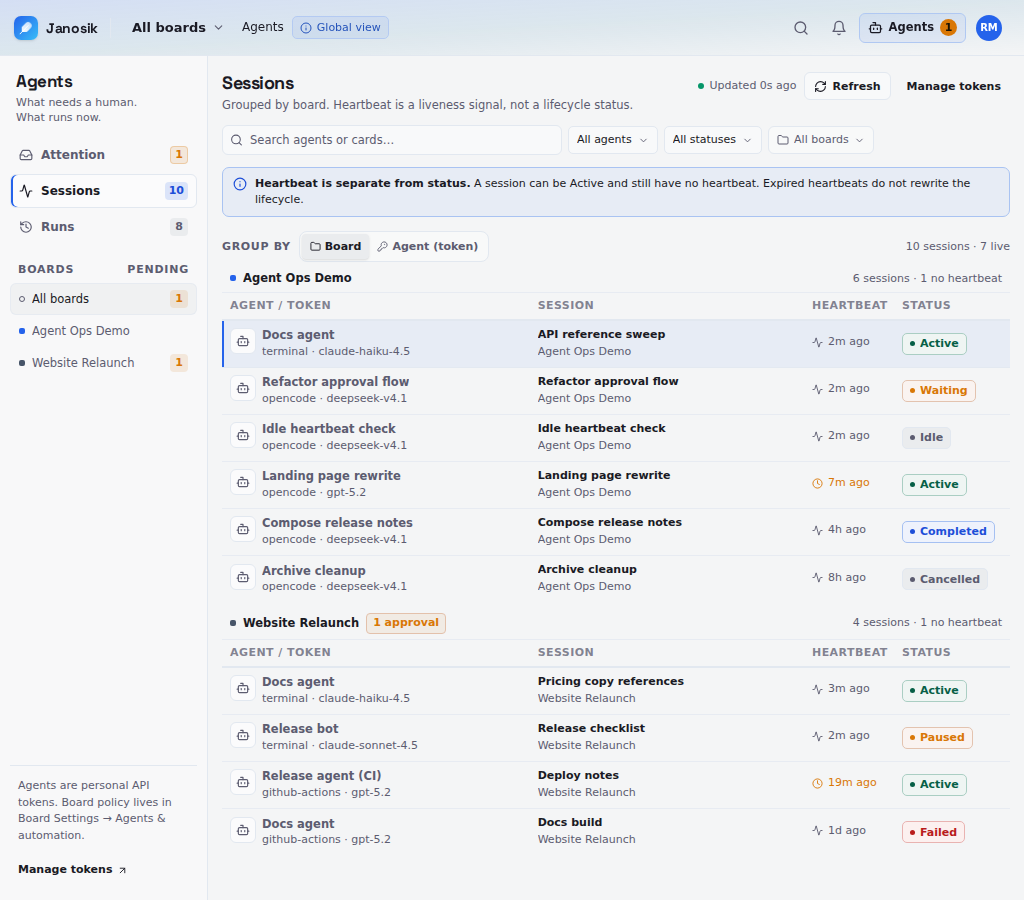 Janosik
All boards
Agents
Global view
Agents 1
RM
Agents
What needs a human.
What runs now.
Attention 1
Sessions 10
Runs 8
BOARDS PENDING
All boards 1
Agent Ops Demo
Website Relaunch 1
Agents are personal API
tokens. Board policy lives in
Board Settings → Agents &
automation.
Manage tokens
Sessions
Grouped by board. Heartbeat is a liveness signal, not a lifecycle status.
Updated 0s ago
Refresh
Manage tokens
Search agents or cards...
All agents
All statuses
All boards
Heartbeat is separate from status. A session can be Active and still have no heartbeat. Expired heartbeats do not rewrite the
lifecycle.
GROUP BY Board Agent (token) 10 sessions · 7 live
Agent Ops Demo 6 sessions · 1 no heartbeat
AGENT / TOKEN SESSION HEARTBEAT STATUS
Docs agent API reference sweep 2m ago Active
terminal · claude-haiku-4.5 Agent Ops Demo
Refactor approval flow Refactor approval flow 2m ago Waiting
opencode · deepseek-v4.1 Agent Ops Demo
Idle heartbeat check Idle heartbeat check 2m ago Idle
opencode · deepseek-v4.1 Agent Ops Demo
Landing page rewrite Landing page rewrite 7m ago Active
opencode · gpt-5.2 Agent Ops Demo
Compose release notes Compose release notes 4h ago Completed
opencode · deepseek-v4.1 Agent Ops Demo
Archive cleanup Archive cleanup 8h ago Cancelled
opencode · deepseek-v4.1 Agent Ops Demo
Website Relaunch 1 approval 4 sessions · 1 no heartbeat
AGENT / TOKEN SESSION HEARTBEAT STATUS
Docs agent Pricing copy references 3m ago Active
terminal · claude-haiku-4.5 Website Relaunch
Release bot Release checklist 2m ago Paused
terminal · claude-sonnet-4.5 Website Relaunch
Release agent (CI) Deploy notes 19m ago Active
github-actions · gpt-5.2 Website Relaunch
Docs agent Docs build 1d ago Failed
github-actions · gpt-5.2 Website Relaunch